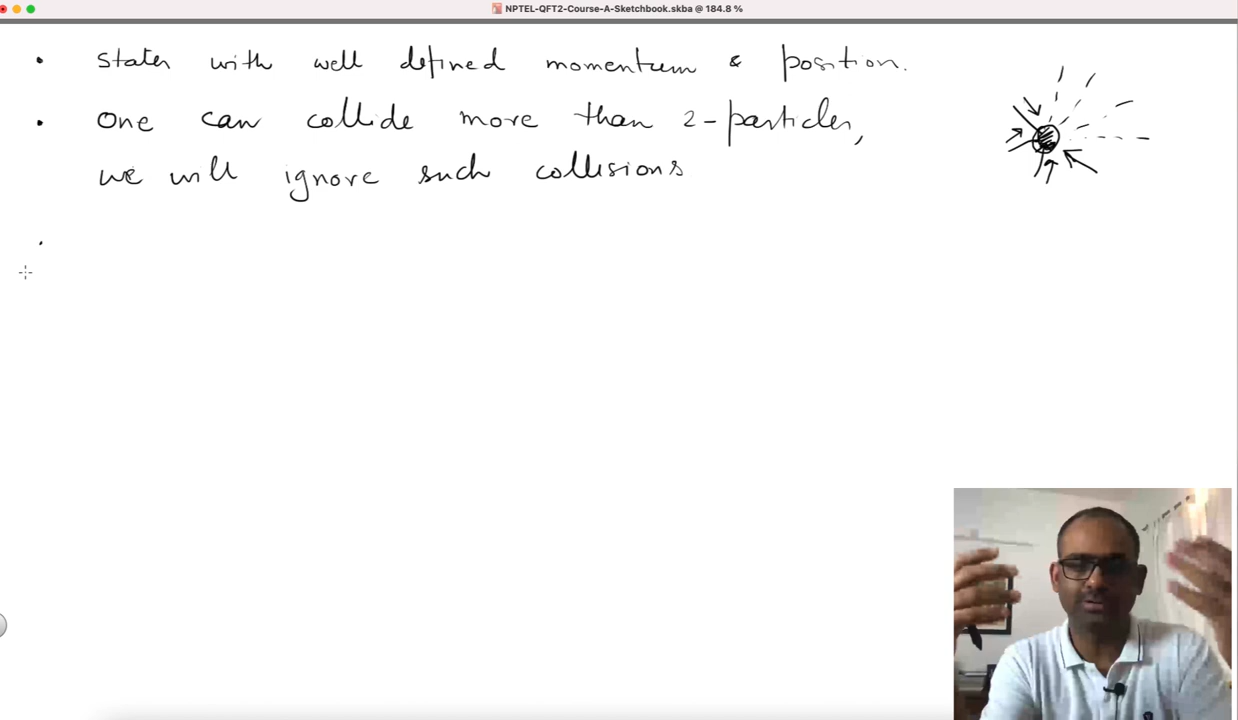 NPTEL-QFT2-Course-A-Sketchbook.skba @ 184.8 %
• states with well defined momentum & position.
• One can collide more than 2-particles,
we will ignore such collisions
•